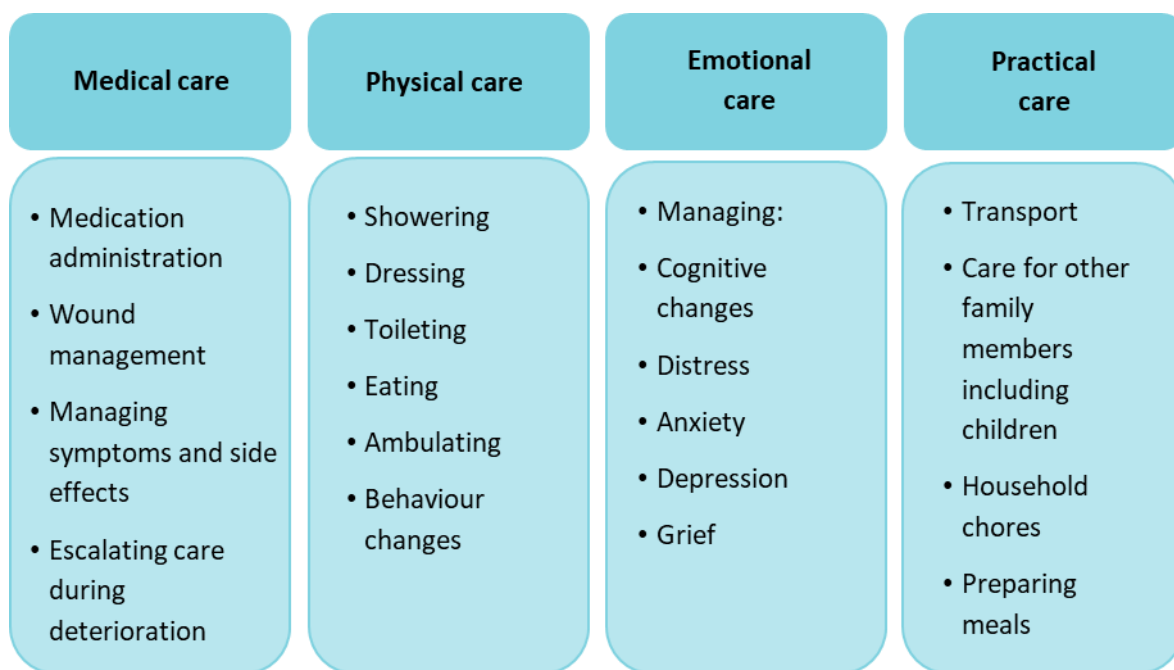 Medical care
• Medication
administration
• Wound
management
• Managing
symptoms and side
effects
• Escalating care
during
deterioration
Physical care
• Showering
• Dressing
• Toileting
• Eating
• Ambulating
• Behaviour
changes
Emotional
care
• Managing:
• Cognitive
changes
• Distress
• Anxiety
• Depression
• Grief
Practical
care
• Transport
• Care for other
family
members
including
children
• Household
chores
• Preparing
meals